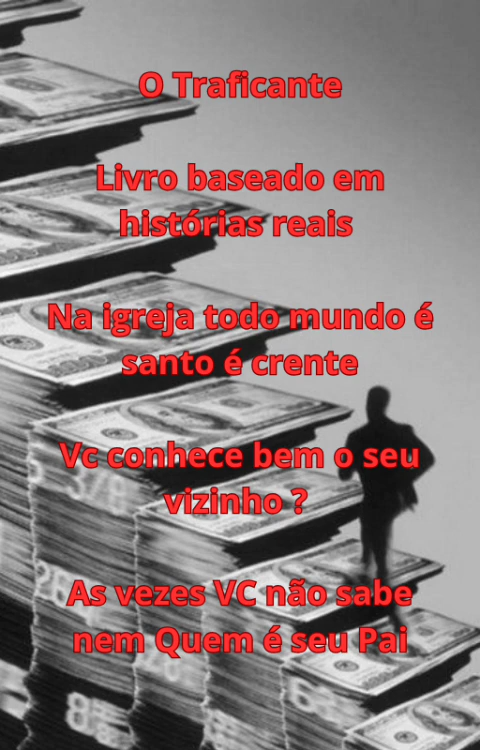 O Traficante
Livro baseado em
histórias reais
Na igreja todo mundo é
santo é crente
Vc conhece bem o seu
vizinho ?
As vezes VC não sabe
nem Quem é seu Pai